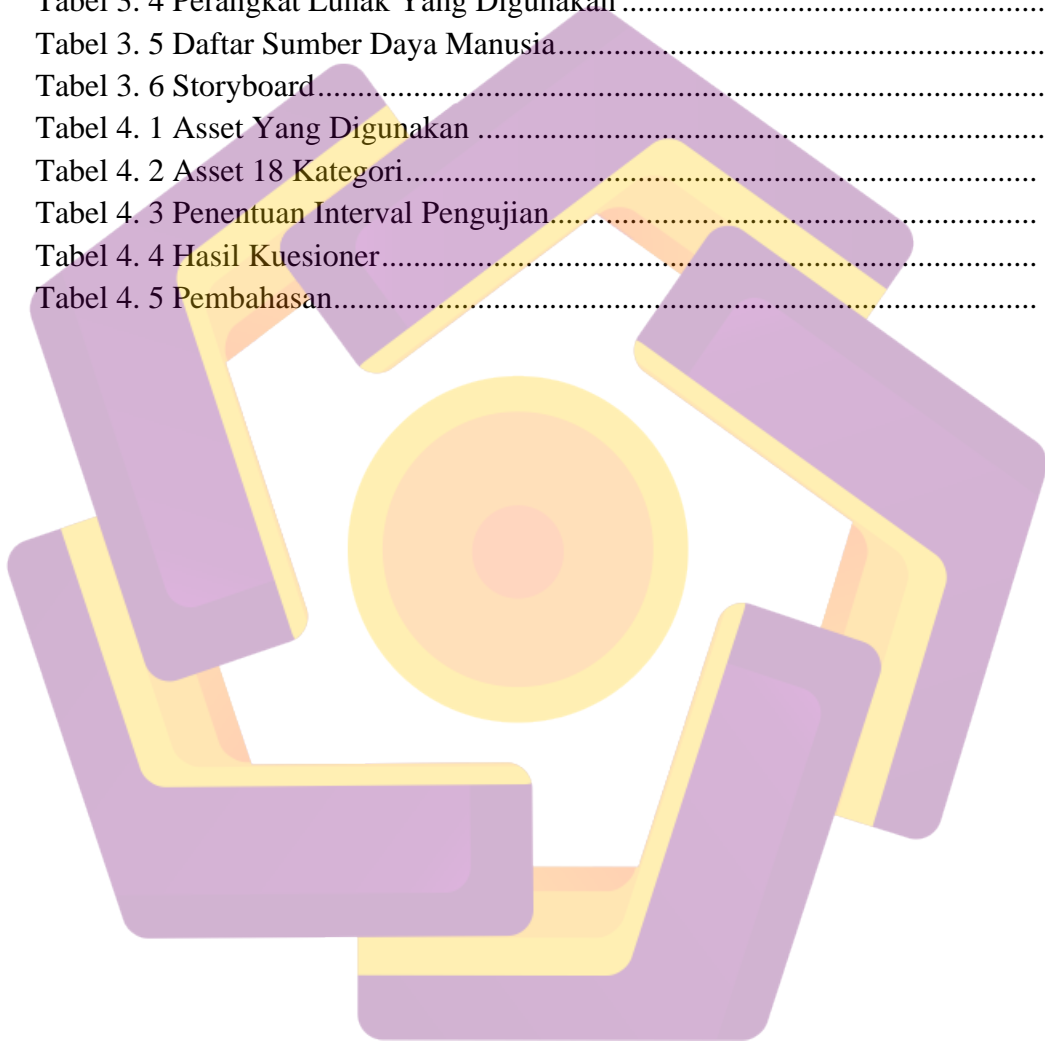 Tabel 3. 4 Perangkat Lunak Yang Digunakan ..........................................................
Tabel 3. 5 Daftar Sumber Daya Manusia..................................................................
Tabel 3. 6 Storyboard................................................................................................
Tabel 4. 1 Asset Yang Digunakan ............................................................................
Tabel 4. 2 Asset 18 Kategori....................................................................................
Tabel 4. 3 Penentuan Interval Pengujian..................................................................
Tabel 4. 4 Hasil Kuesioner.......................................................................................
Tabel 4. 5 Pembahasan.............................................................................................